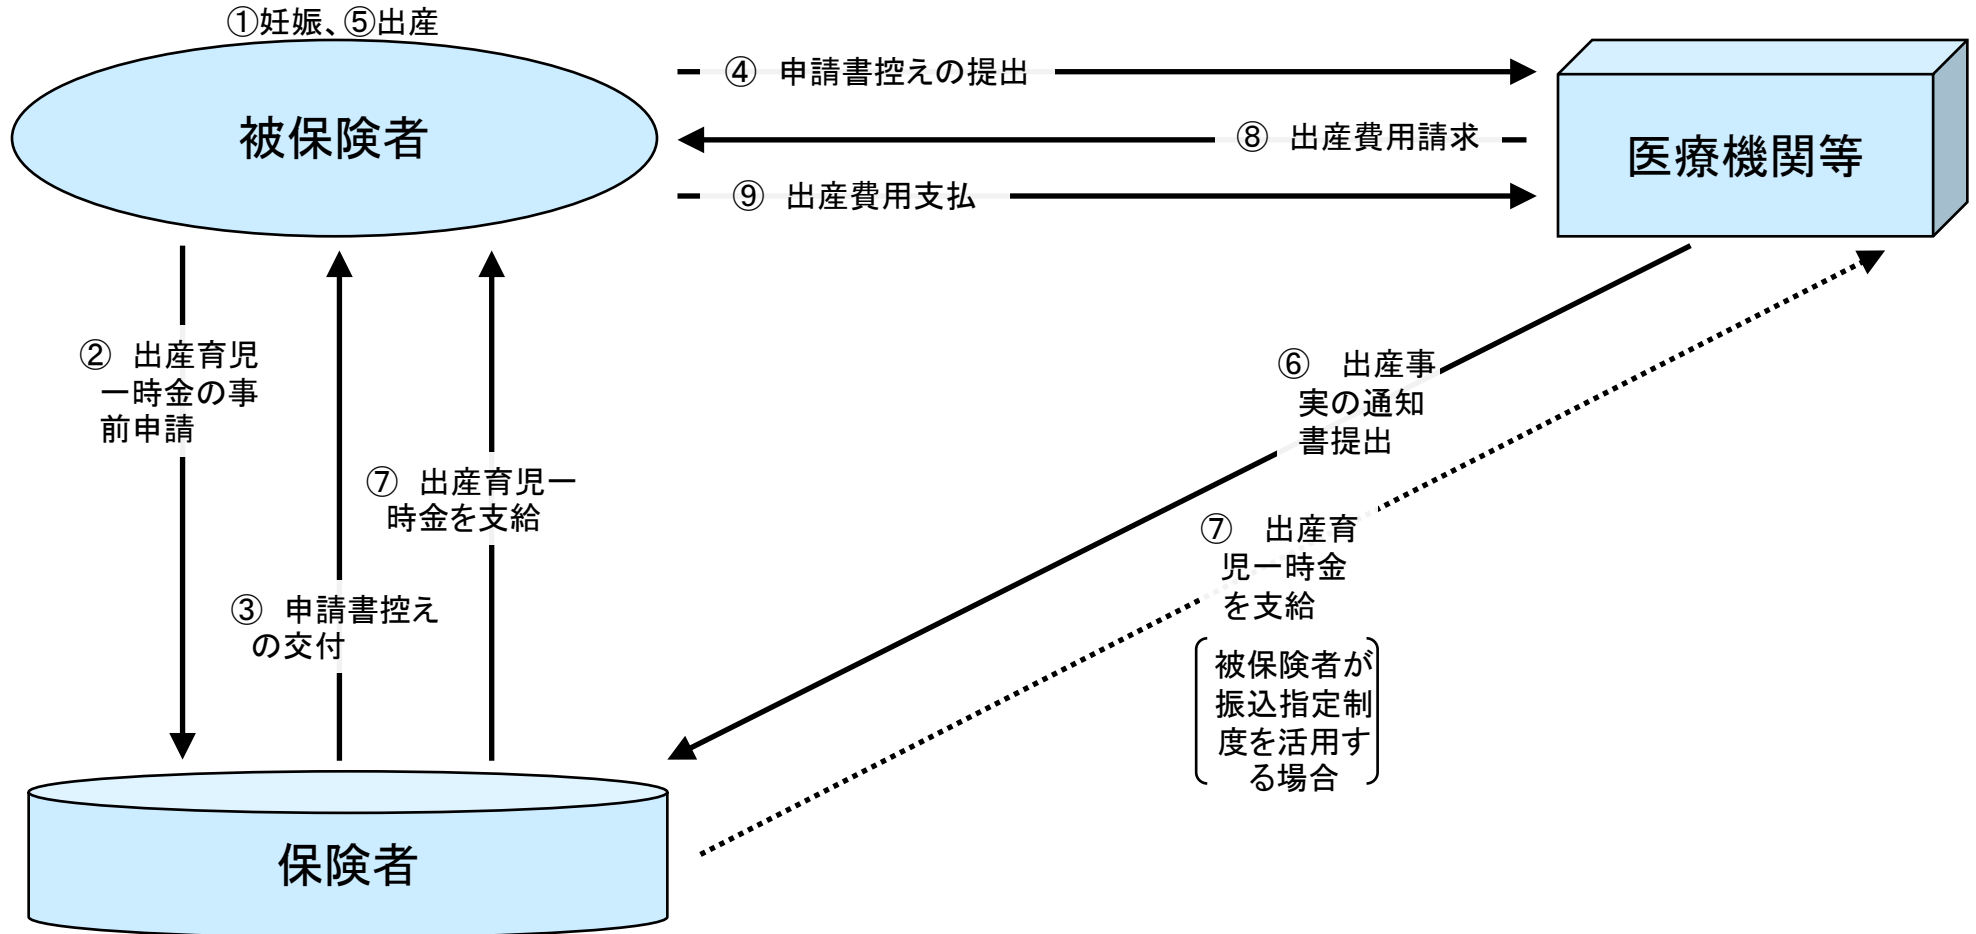 ①妊娠、⑤出産
被保険者
④ 申請書控えの提出
⑧ 出産費用請求
⑨ 出産費用支払
医療機関等
② 出産育児
一時金の事
前申請
⑦ 出産育児一
時金を支給
③ 申請書控え
の交付
⑥ 出産事
実の通知
書提出
⑦ 出産育
児一時金
を支給
被保険者が
振込指定制
度を活用す
る場合
保険者